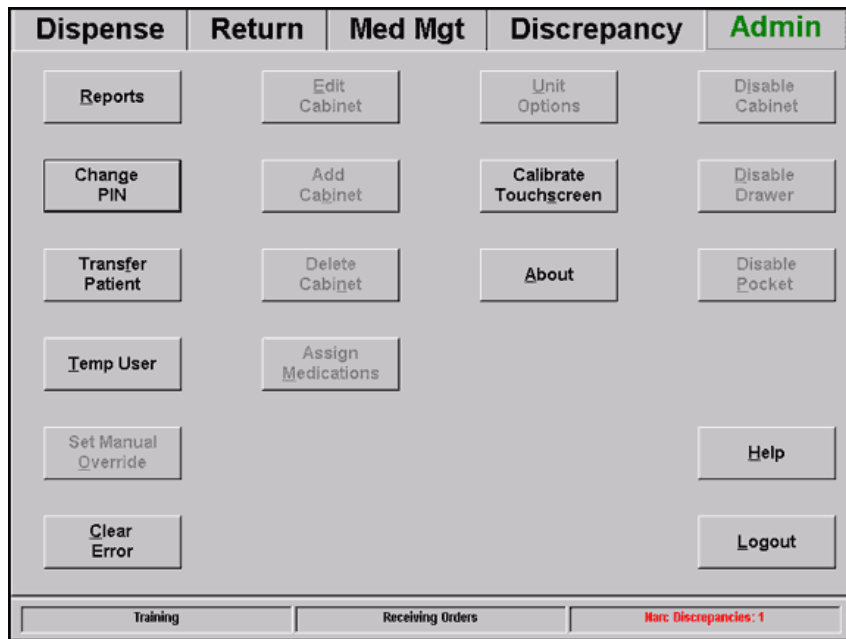 Dispense Return Med Mgt Discrepancy Admin
Reports
Edit
Cabinet
Unit
Options
Disable
Cabinet
Change
PIN
Add
Cabinet
Calibrate
Touchscreen
Disable
Drawer
Transfer
Patient
Delete
Cabinet
About
Disable
Pocket
Temp User
Assign
Medications
Set Manual
Override
Help
Clear
Error
Logout
Training Receiving Orders Narc Discrepancies: 1